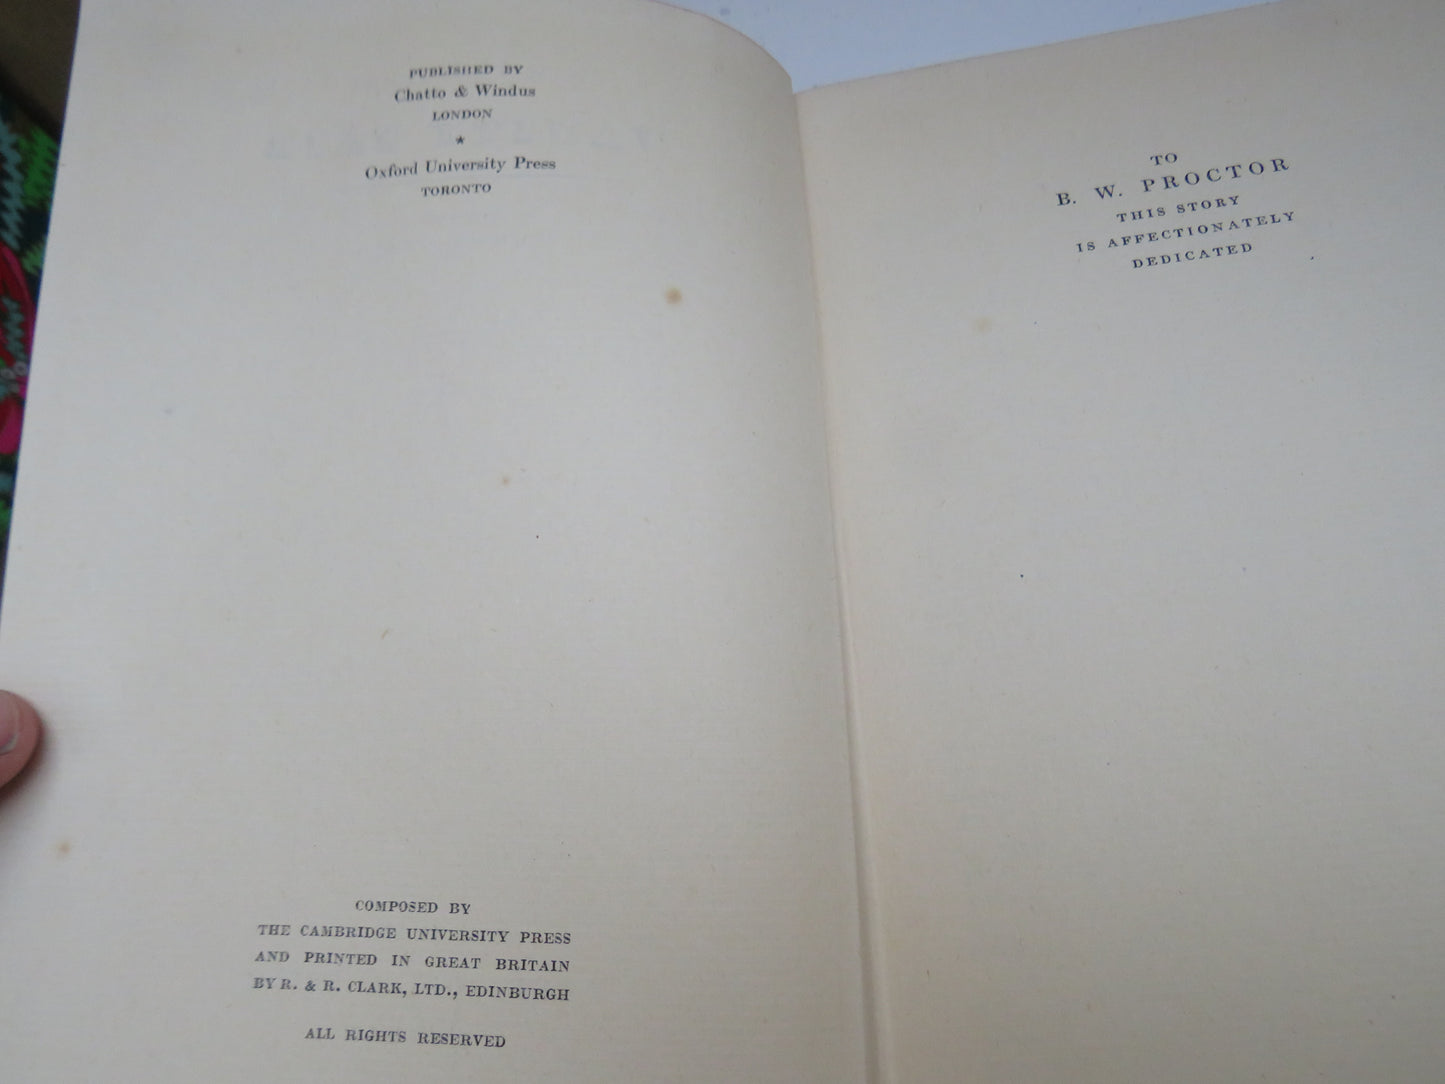 PUBLISHED BY
Chatto & Windus
LONDON
*
Oxford University Press
TORONTO
COMPOSED BY
THE CAMBRIDGE UNIVERSITY PRESS
AND PRINTED IN GREAT BRITAIN
BY R. & R. CLARK, LTD., EDINBURGH
ALL RIGHTS RESERVED
TO
B. W. PROCTOR
THIS STORY
IS AFFECTIONATELY
DEDICATED